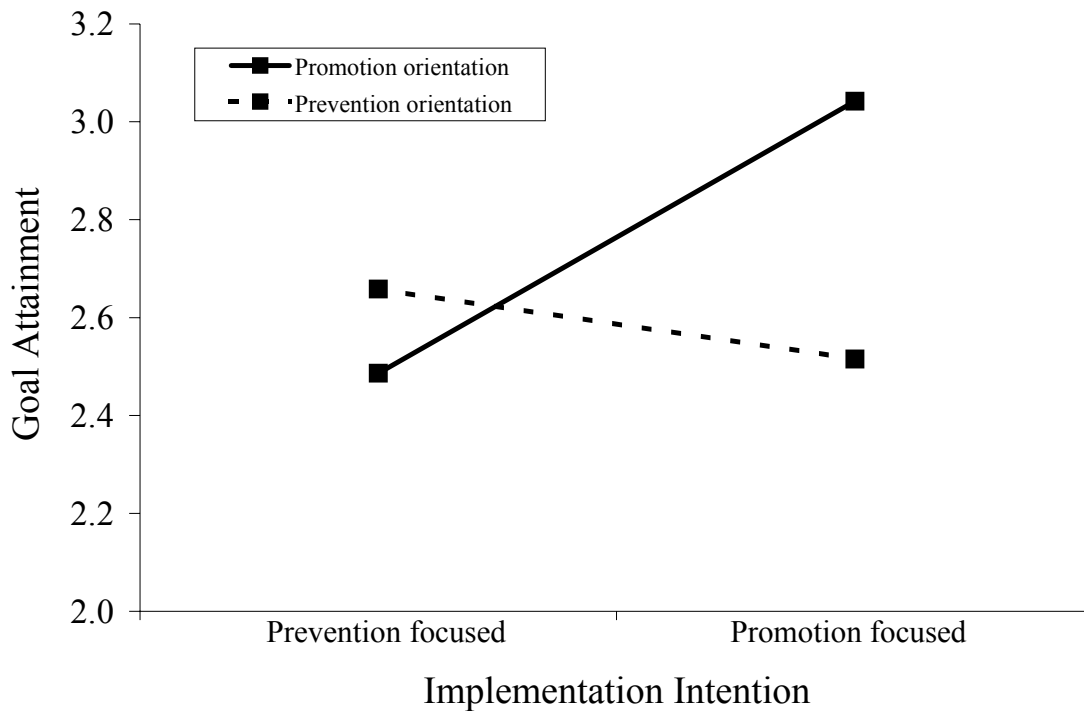 3.2
Promotion orientation
Prevention orientation
3.0
2.8
2.6
2.4
2.2
2.0
Goal Attainment
Prevention focused
Promotion focused
Implementation Intention